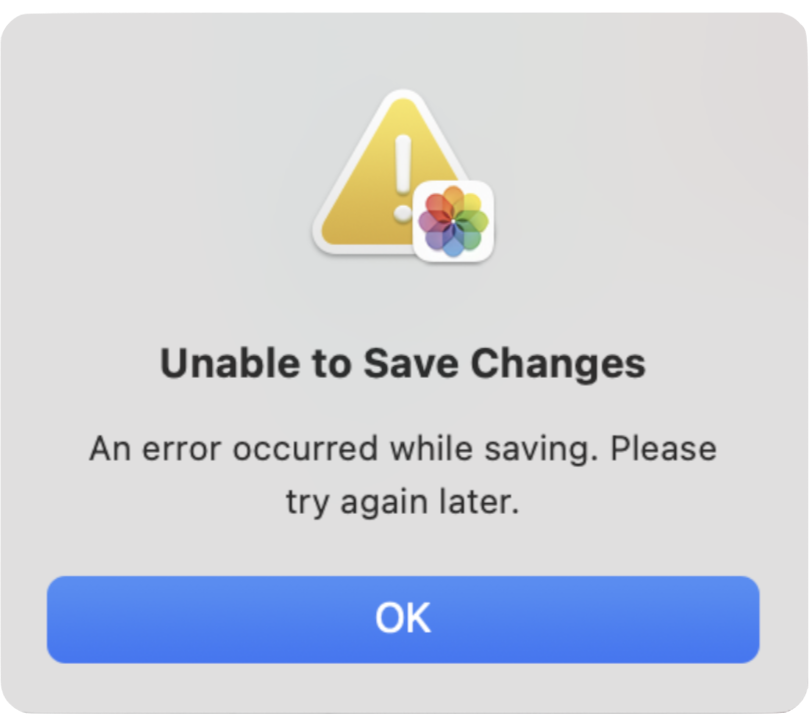 Unable to Save Changes
An error occurred while saving. Please
try again later.
OK